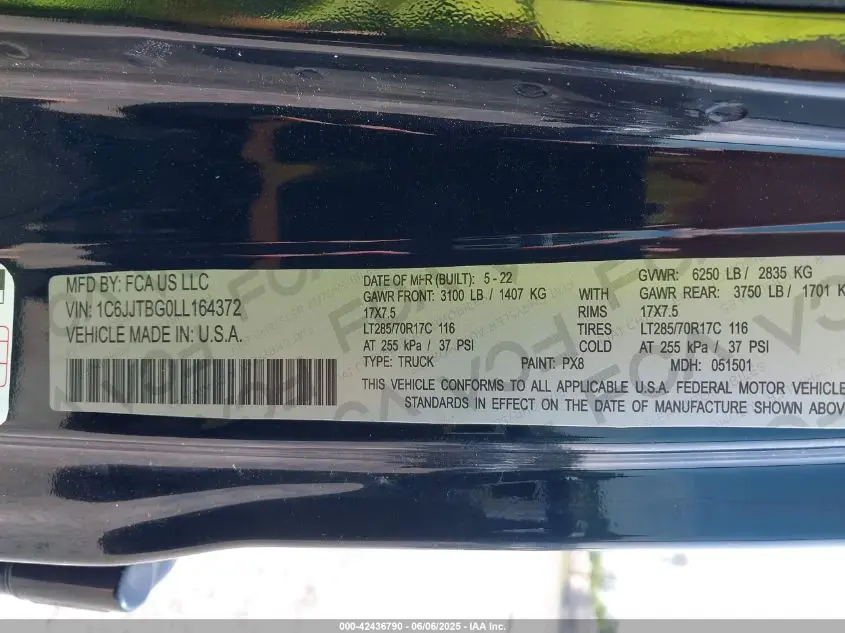 MFD BY: FCA US LLC
VIN: 1C6JJTBG0LL164372
VEHICLE MADE IN: U.S.A.
DATE OF MFR (BUILT): 5-22
GVWR: 6250 LB / 2835 KG
GAWR FRONT: 3100 LB / 1407 KG WITH GAWR REAR: 3750 LB / 1701 KG
17X7.5 RIMS 17X7.5
LT285/70R17C 116 TIRES LT285/70R17C 116
AT 255 kPa / 37 PSI COLD AT 255 kPa / 37 PSI
TYPE: TRUCK PAINT: PX8 MDH: 051501
THIS VEHICLE CONFORMS TO ALL APPLICABLE U.S.A. FEDERAL MOTOR VEHICLE
STANDARDS IN EFFECT ON THE DATE OF MANUFACTURE SHOWN ABOV
000-42436790 - 06/06/2025 - IAA Inc.